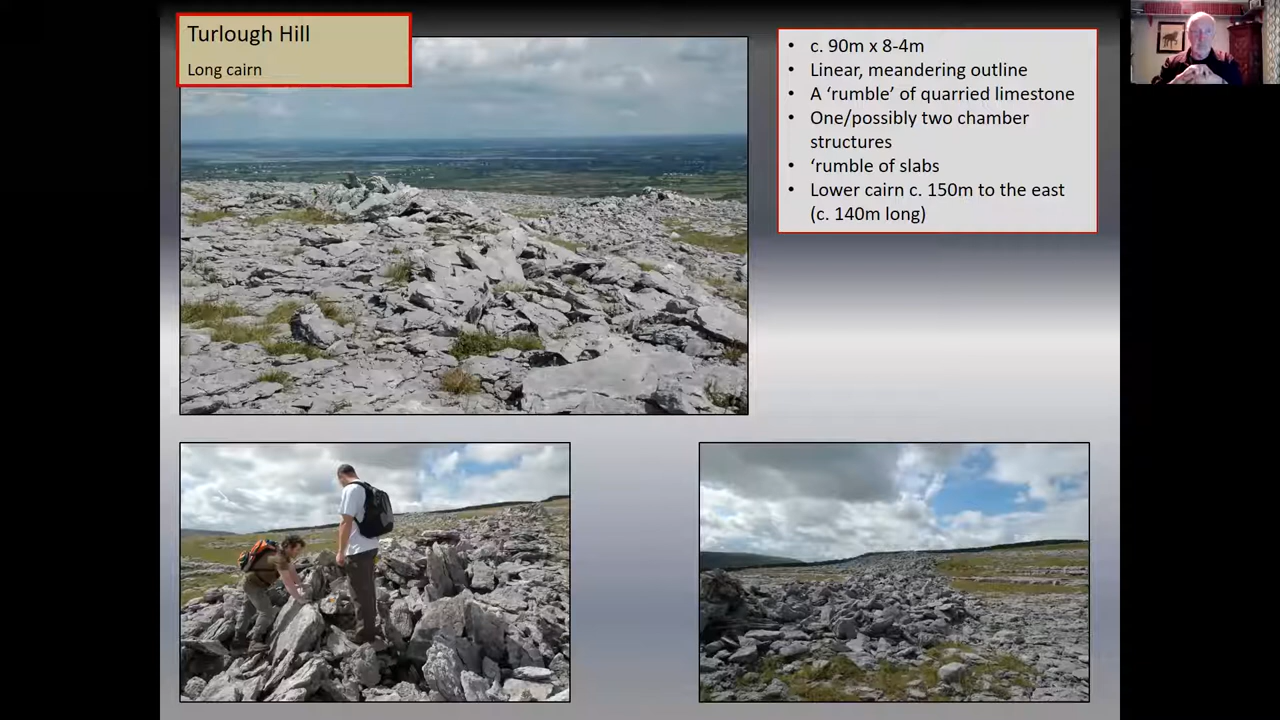 Turlough Hill
Long cairn
• c. 90m x 8-4m
• Linear, meandering outline
• A ‘rumble’ of quarried limestone
• One/possibly two chamber
structures
• ‘rumble of slabs
• Lower cairn c. 150m to the east
(c. 140m long)